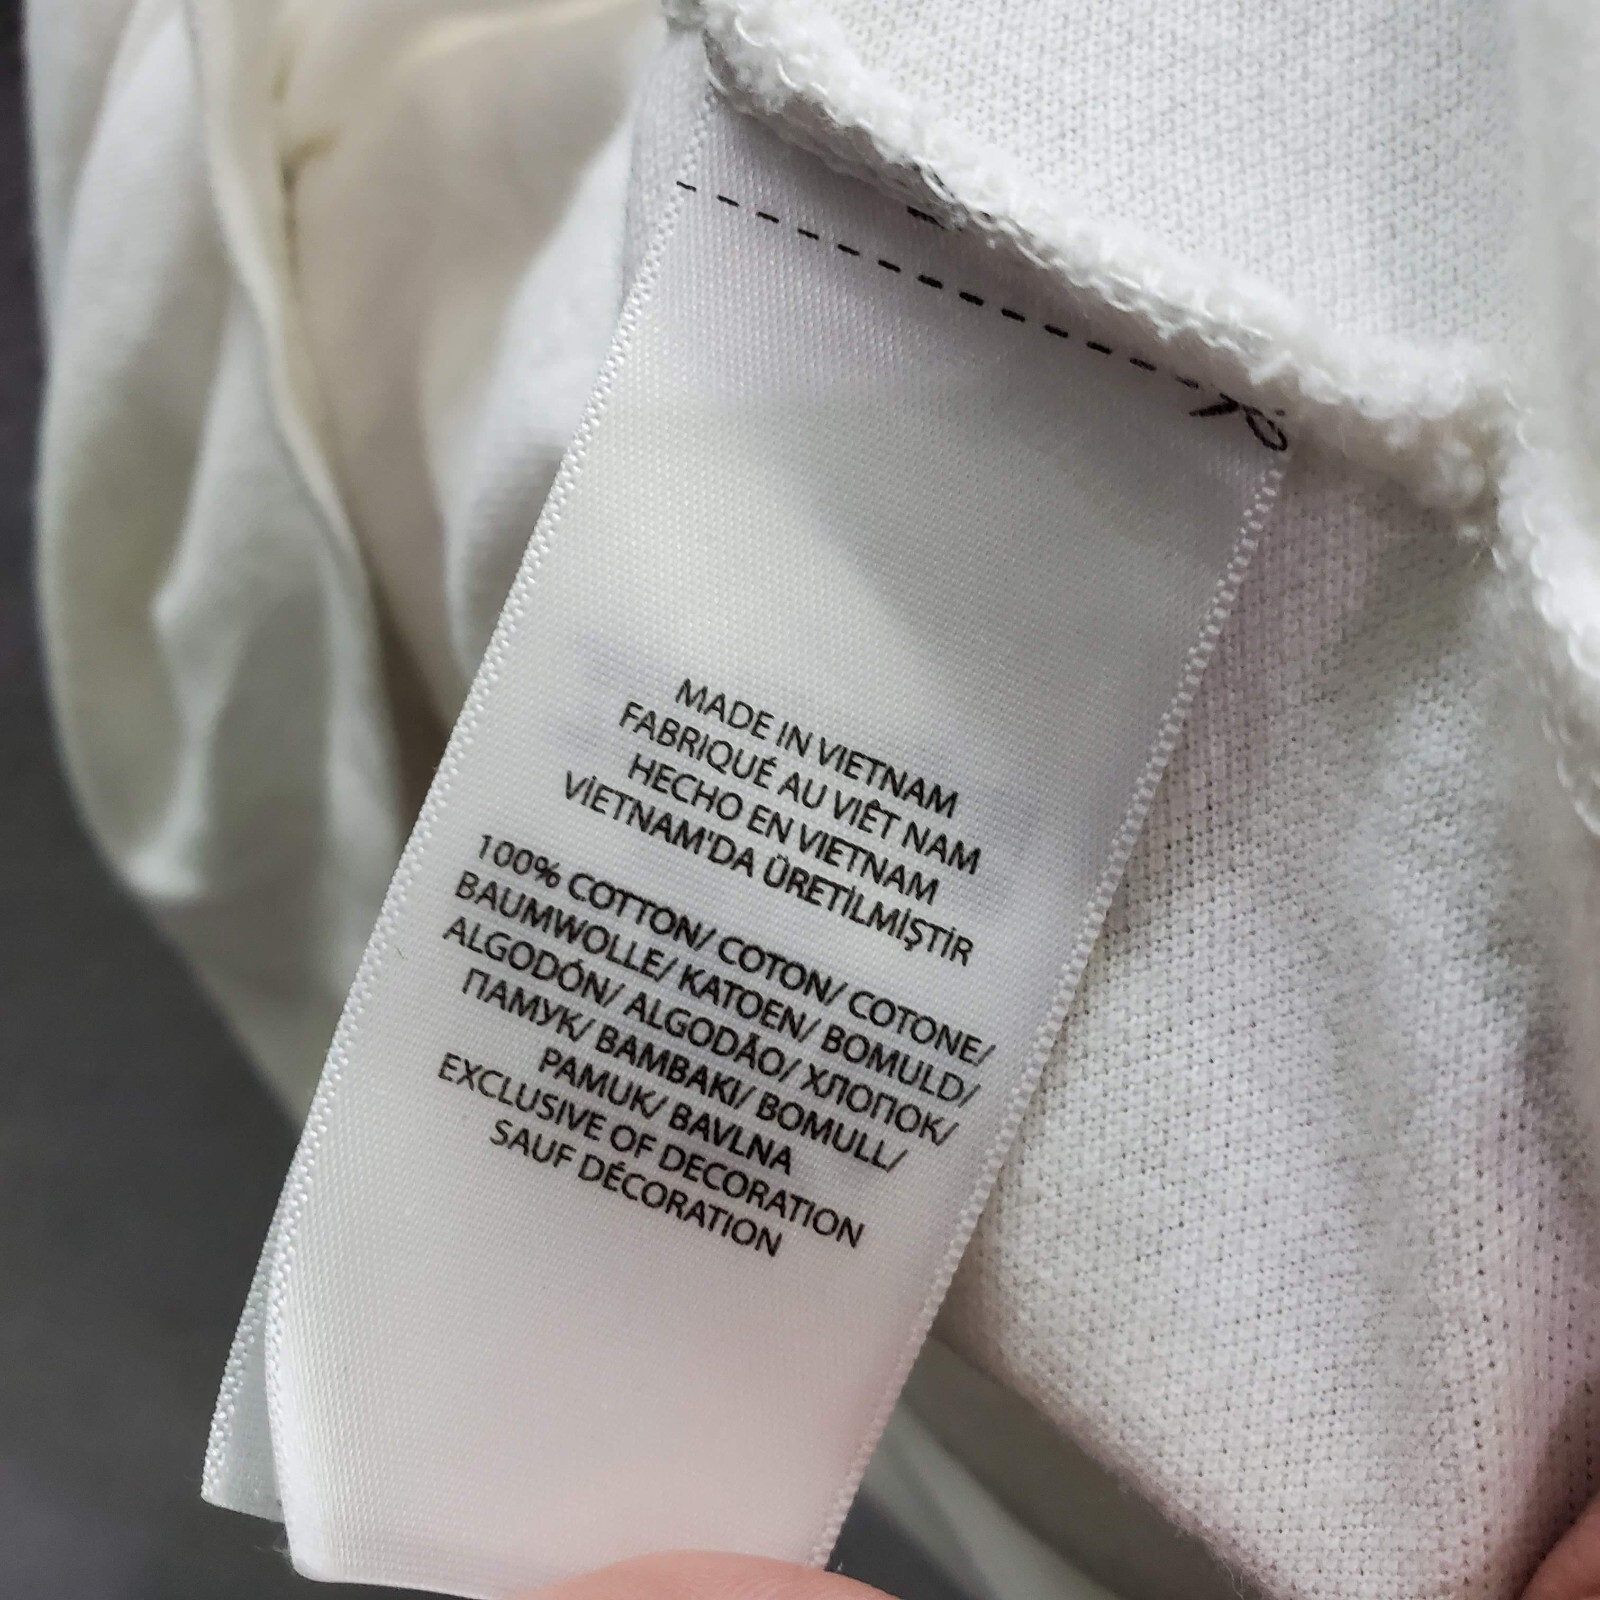 MADE IN VIETNAM
FABRIQUÉ AU VIÊT NAM
HECHO EN VIETNAM
VİETNAM'DA ÜRETİLMİŞTİR
100% COTTON/ COTON/ COTONE/
BAUMWOLLE/ KATOEN/ BOMULD/
ALGODÓN/ ALGODÃO/ ХЛОПОК/
ПАМУК/ BAMBAKI/ BOMULL/
PAMUK/ BAVLNA
EXCLUSIVE OF DECORATION
SAUF DÉCORATION